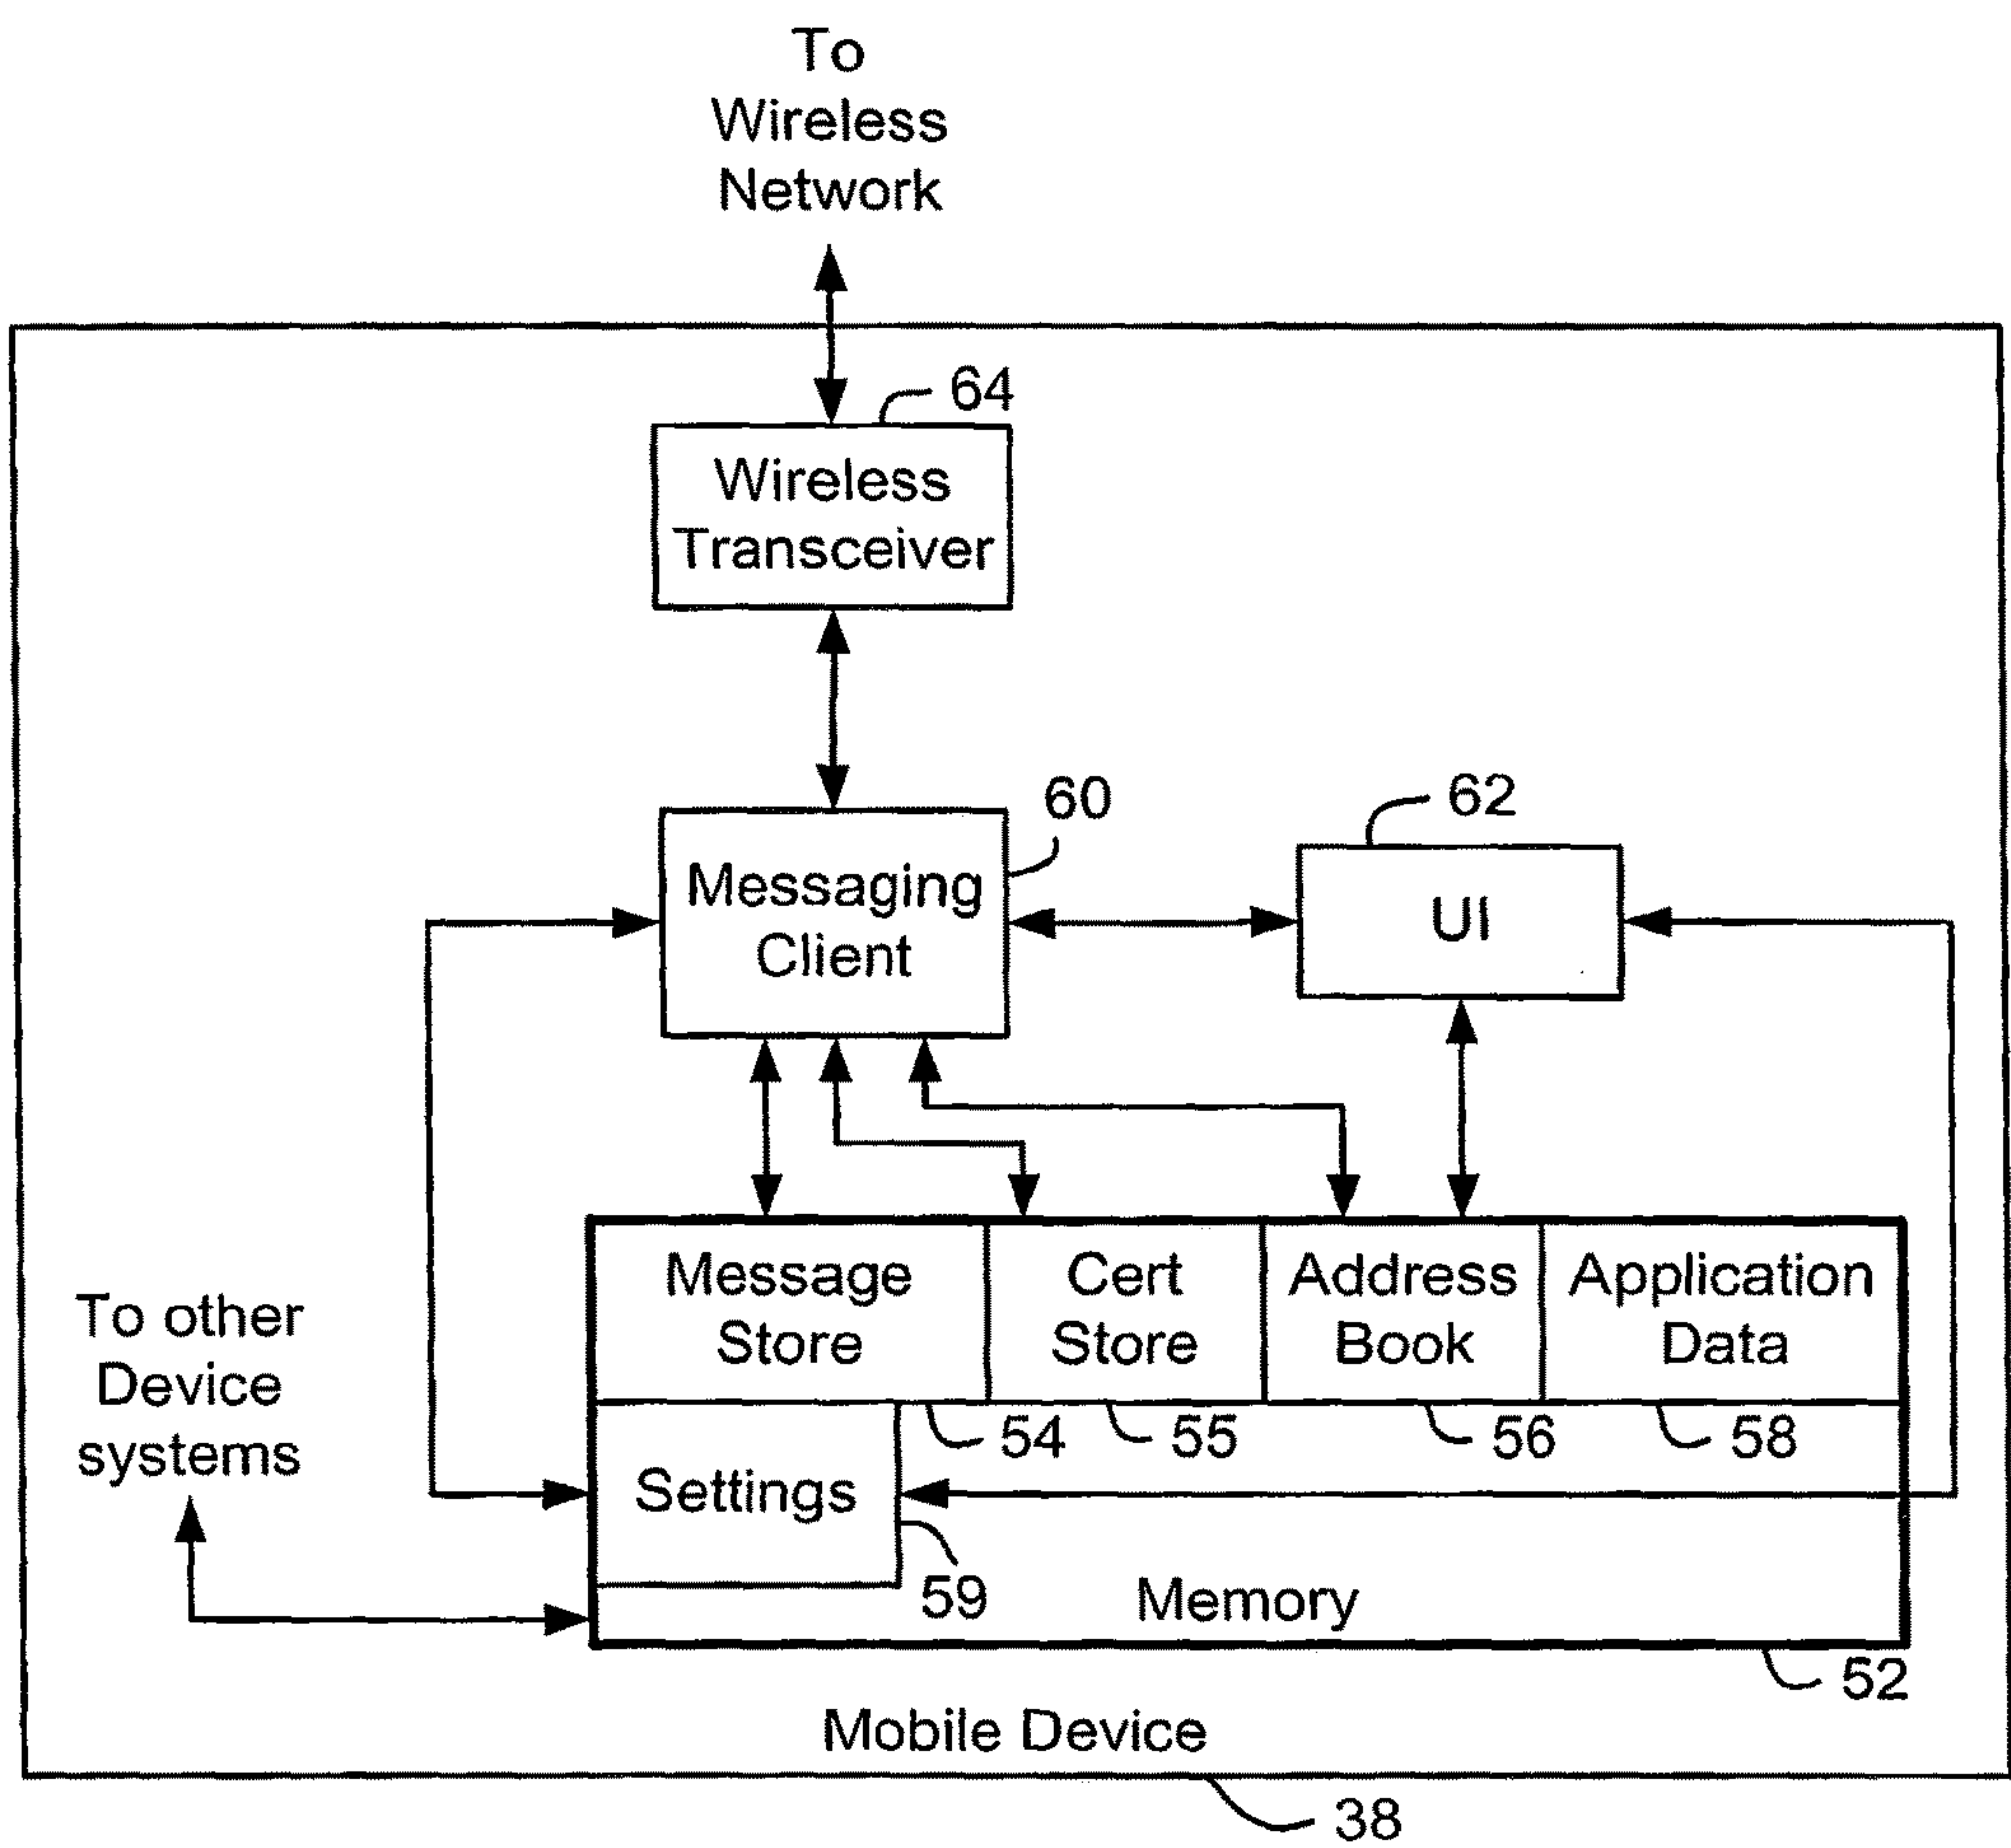 To
Wireless
Network
64
Wireless
Transceiver
60
62
Messaging
Client
UI
Message
Store
Cert
Store
Address
Book
Application
Data
To other
Device
systems
54
55
56
58
Settings
59
Memory
52
Mobile Device
38